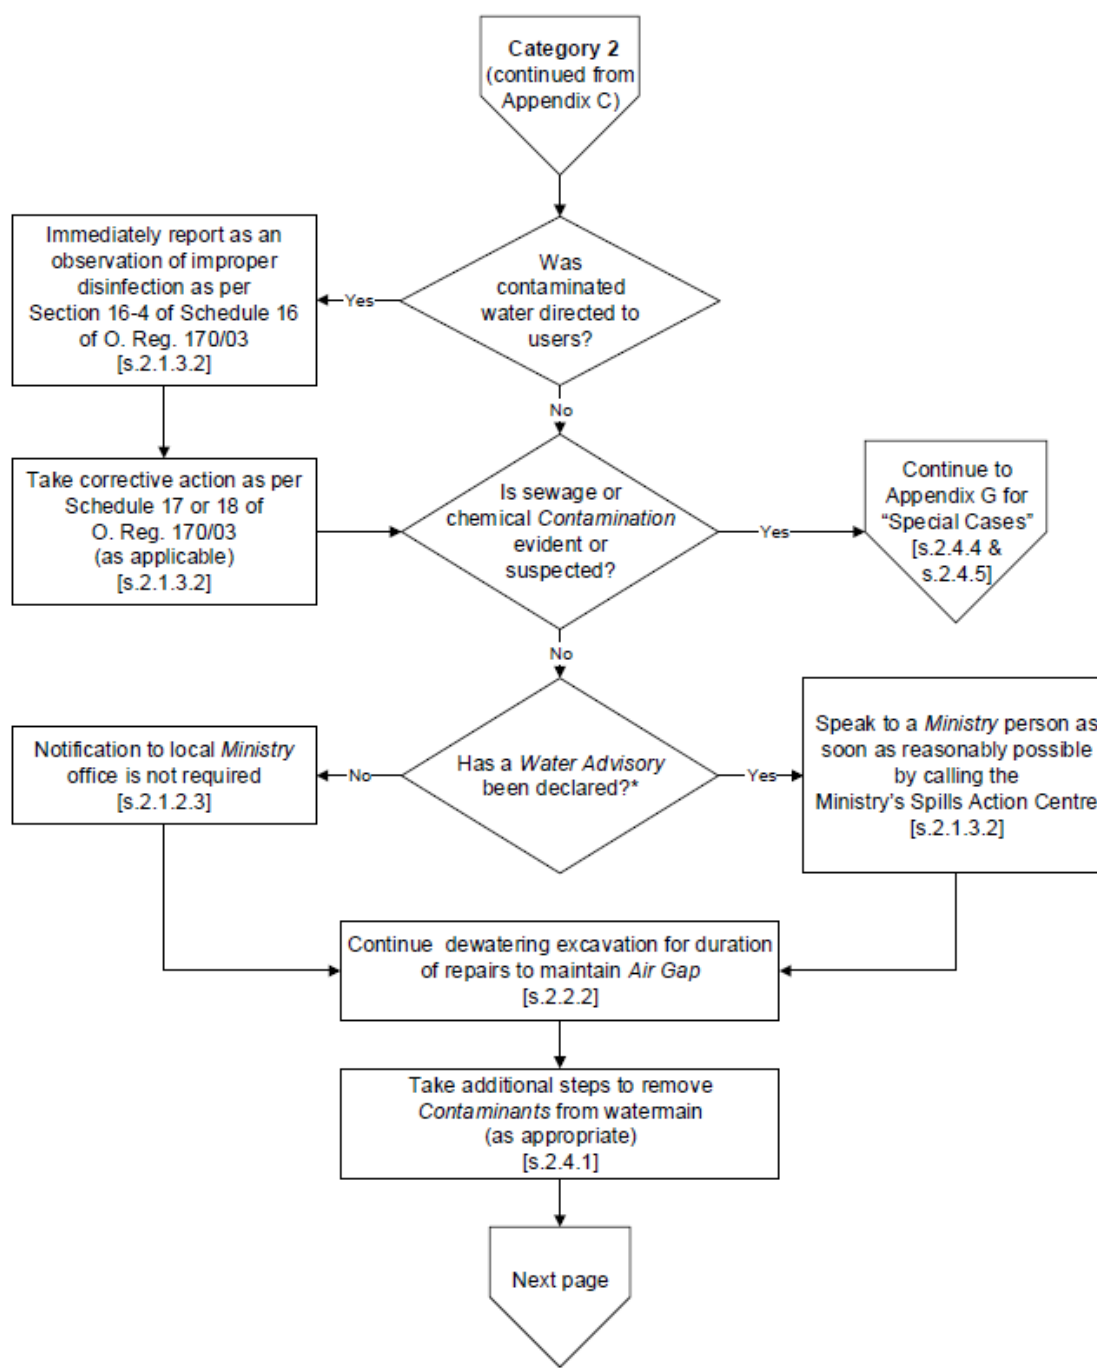 Category 2
(continued from
Appendix C)
Immediately report as an
observation of improper
disinfection as per
Section 16-4 of Schedule 16
of O. Reg. 170/03
[s.2.1.3.2]
Yes
Was
contaminated
water directed to
users?
No
Take corrective action as per
Schedule 17 or 18 of
O. Reg. 170/03
(as applicable)
[s.2.1.3.2]
Is sewage or
chemical Contamination
evident or
suspected?
Yes
Continue to
Appendix G for
“Special Cases”
[s.2.4.4 &
s.2.4.5]
No
Notification to local Ministry
office is not required
[s.2.1.2.3]
No
Has a Water Advisory
been declared?*
Yes
Speak to a Ministry person as
soon as reasonably possible
by calling the
Ministry’s Spills Action Centre
[s.2.1.3.2]
Continue dewatering excavation for duration
of repairs to maintain Air Gap
[s.2.2.2]
Take additional steps to remove
Contaminants from watermain
(as appropriate)
[s.2.4.1]
Next page